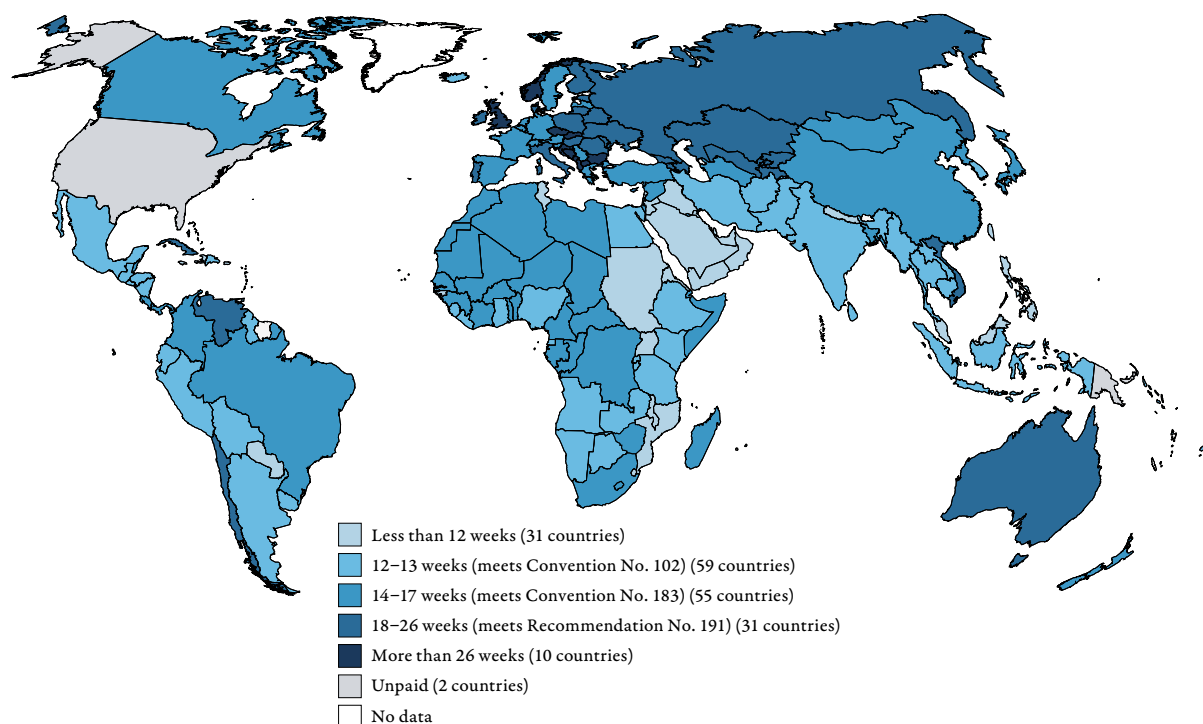 Less than 12 weeks (31 countries)
12–13 weeks (meets Convention No. 102) (59 countries)
14–17 weeks (meets Convention No. 183) (55 countries)
18–26 weeks (meets Recommendation No. 191) (31 countries)
More than 26 weeks (10 countries)
Unpaid (2 countries)
No data